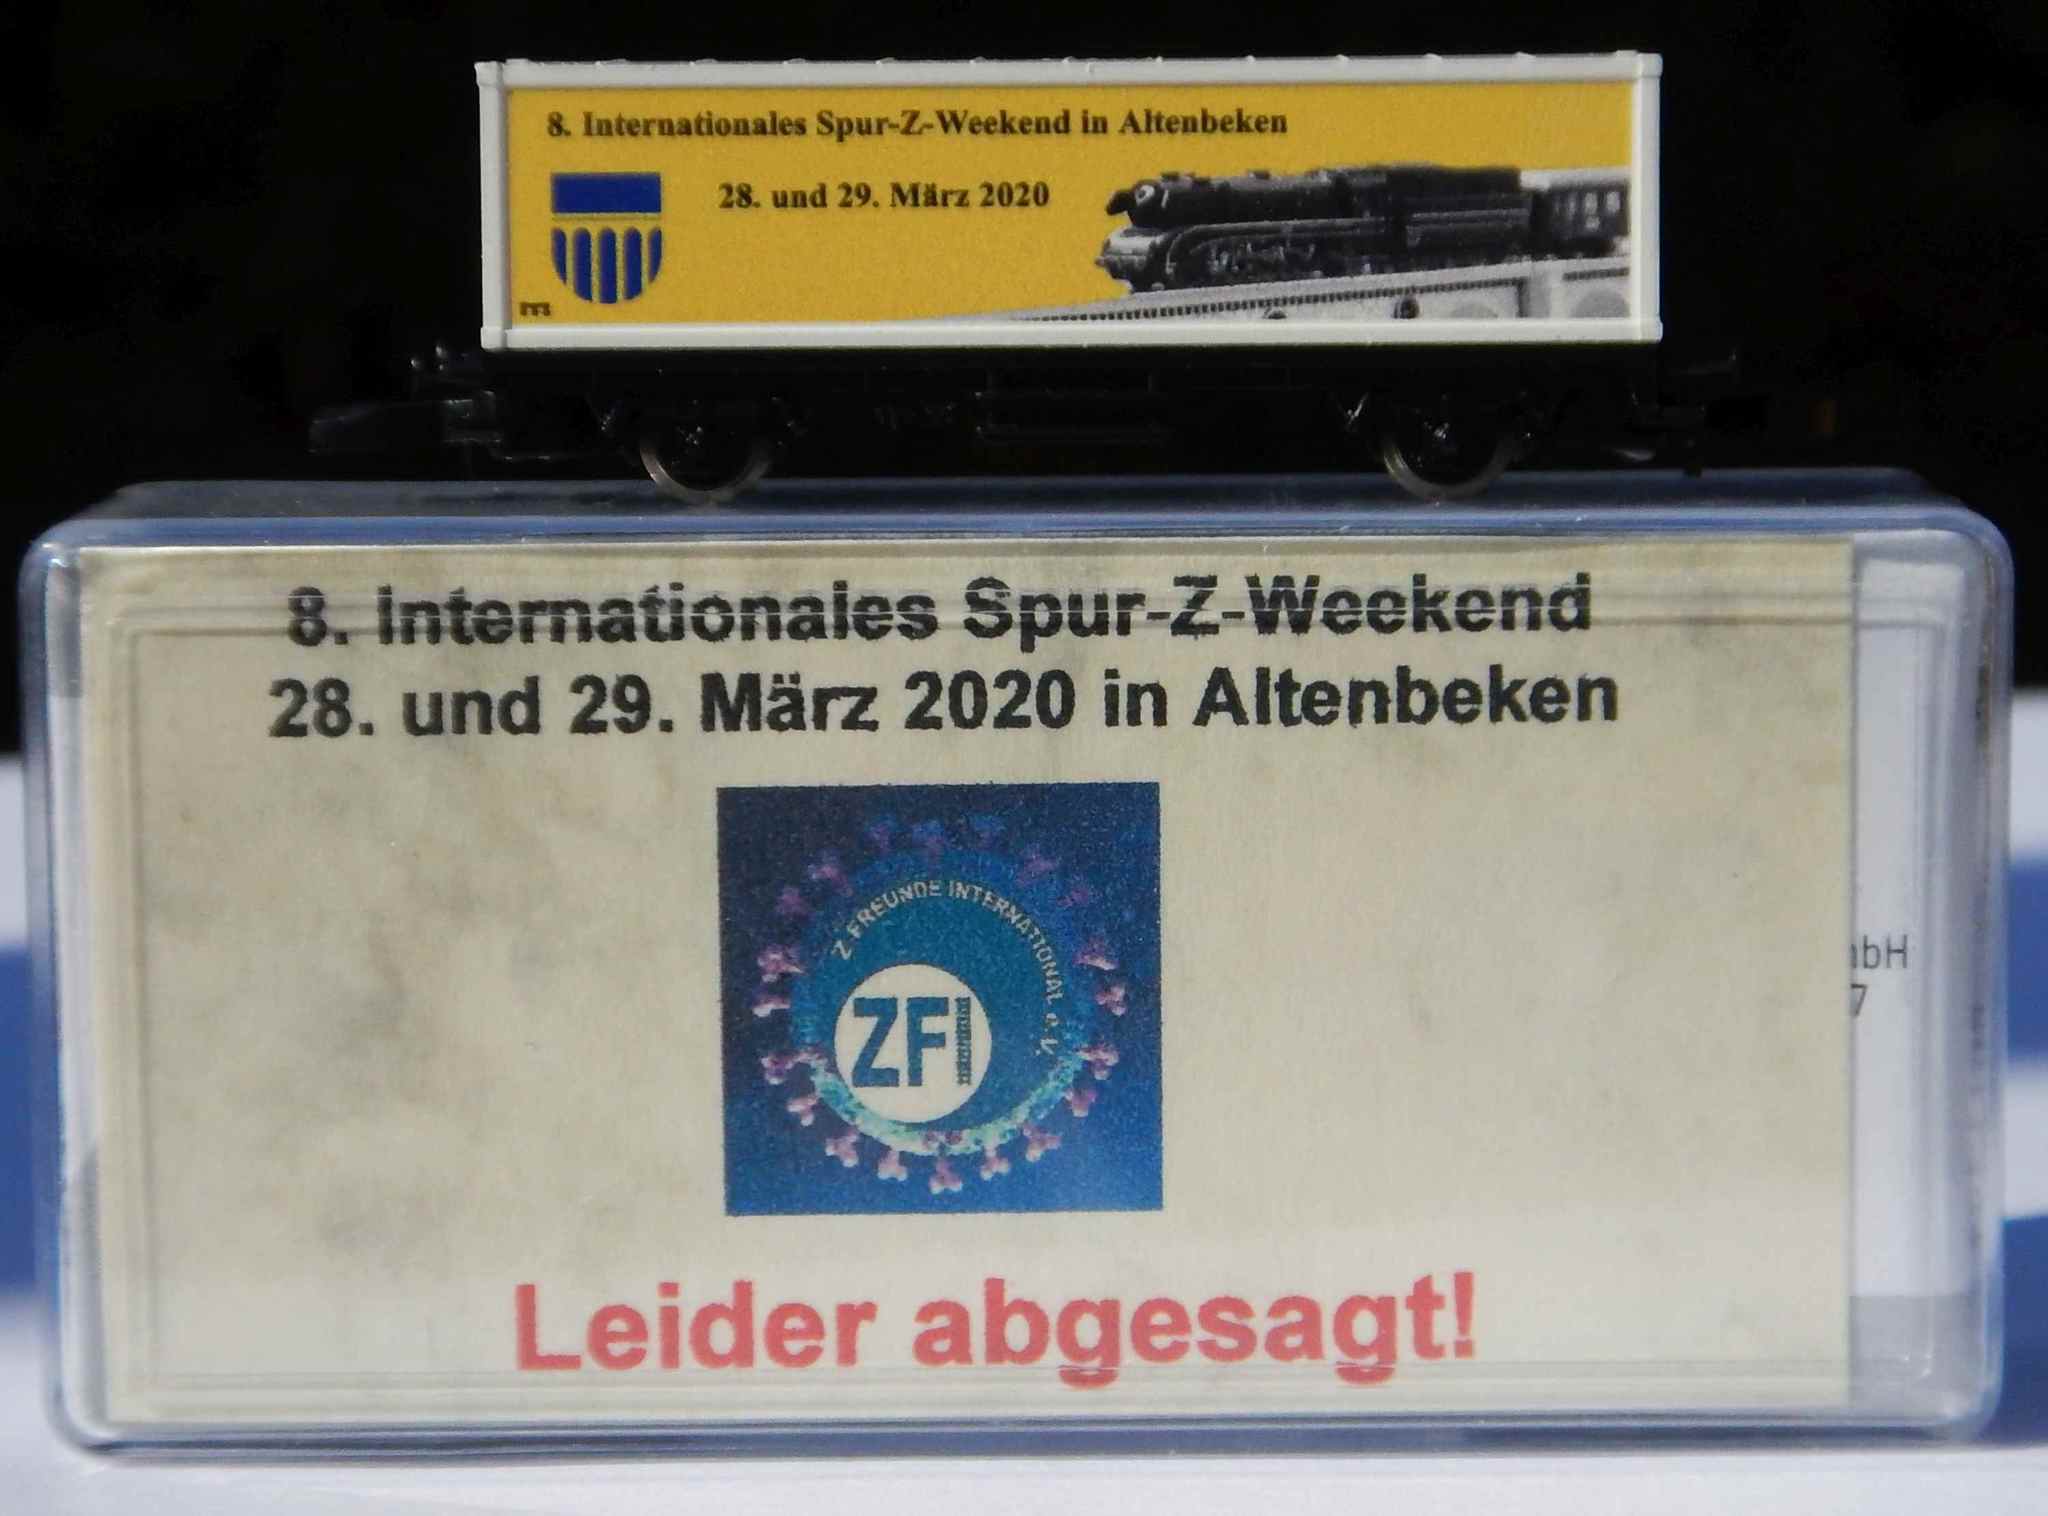 8. Internationales Spur-Z-Weekend in Altenbeken
28. und 29. März 2020
8. Internationales Spur-Z-Weekend
28. und 29. März 2020 in Altenbeken
Z FREUNDE INTERNATIONAL e.V.
ZFI
Leider abgesagt!
7